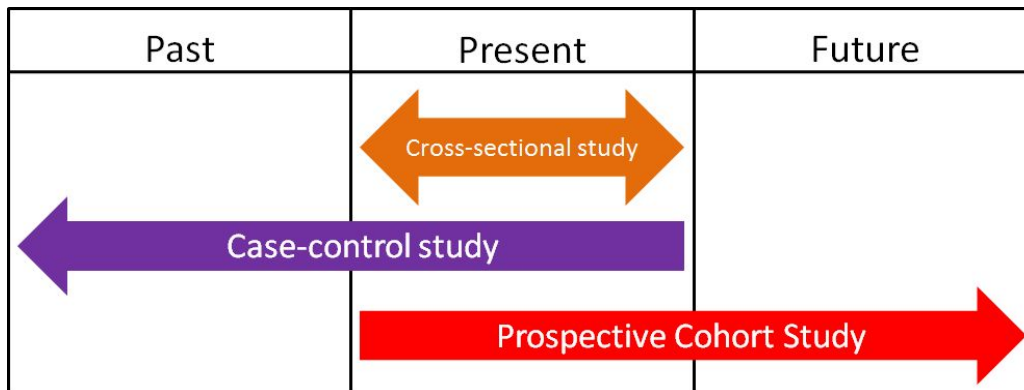 Past Present Future
Cross-sectional study
Case-control study
Prospective Cohort Study